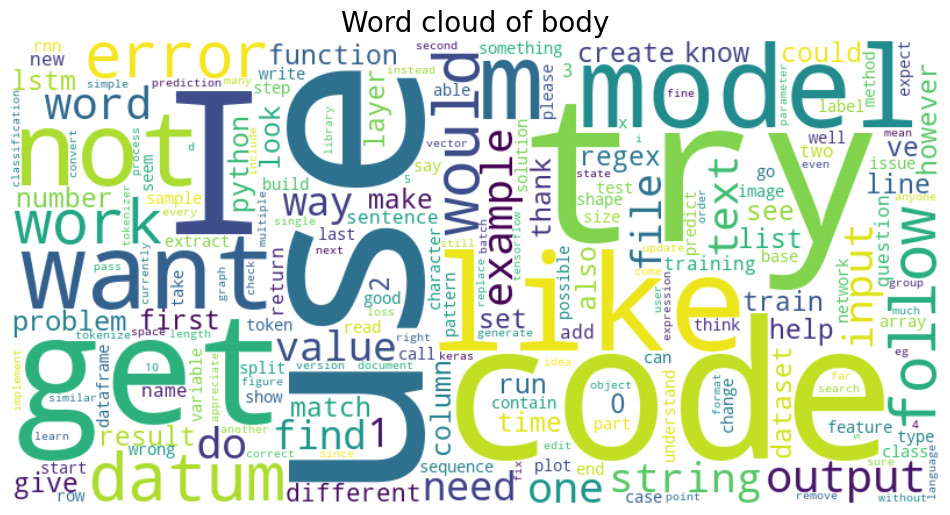 Word cloud of body
rnn
new
error
function
second
something
create
know
could
expect
lstm
simple
prediction
many
write
able
instead
would
m
please
3
model
parameter
label
method
however
word
I
step
layer
library
use
try
x
i
fine
well
mean
ve
classification
convert
not
process
a
seem
python
include
look
vector
say
example
solution
regex
two
even
issue
number
tokenizer
every
sample
build
5
way
make
state
thank
test
shape
size
text
go
image
predict
order
see
line
anyone
work
extract
multiple
single
sentence
last
next
character
still
batch
tensorflow
also
file
list
base
question
want
pass
currently
take
graph
check
return
2
good
loss
pattern
replace
set
like
possible
training
update
user
come
expression
network
input
group
follow
problem
first
token
read
value
call
right
generate
add
think
train
help
array
much
tokenize
space
length
keras
idea
can
eg
implement
get
similar
dataframe
10
name
variable
appreciate
split
figure
show
version
document
column
code
run
contain
object
0
understand
format
change
dataset
far
search
feature
4
type
learn
result
another
do
find
match
1
time
part
s
class
wrong
correct
since
edit
sure
give
start
row
datum
different
sequence
need
fix
plot
end
one
string
case
point
remove
output
without
language